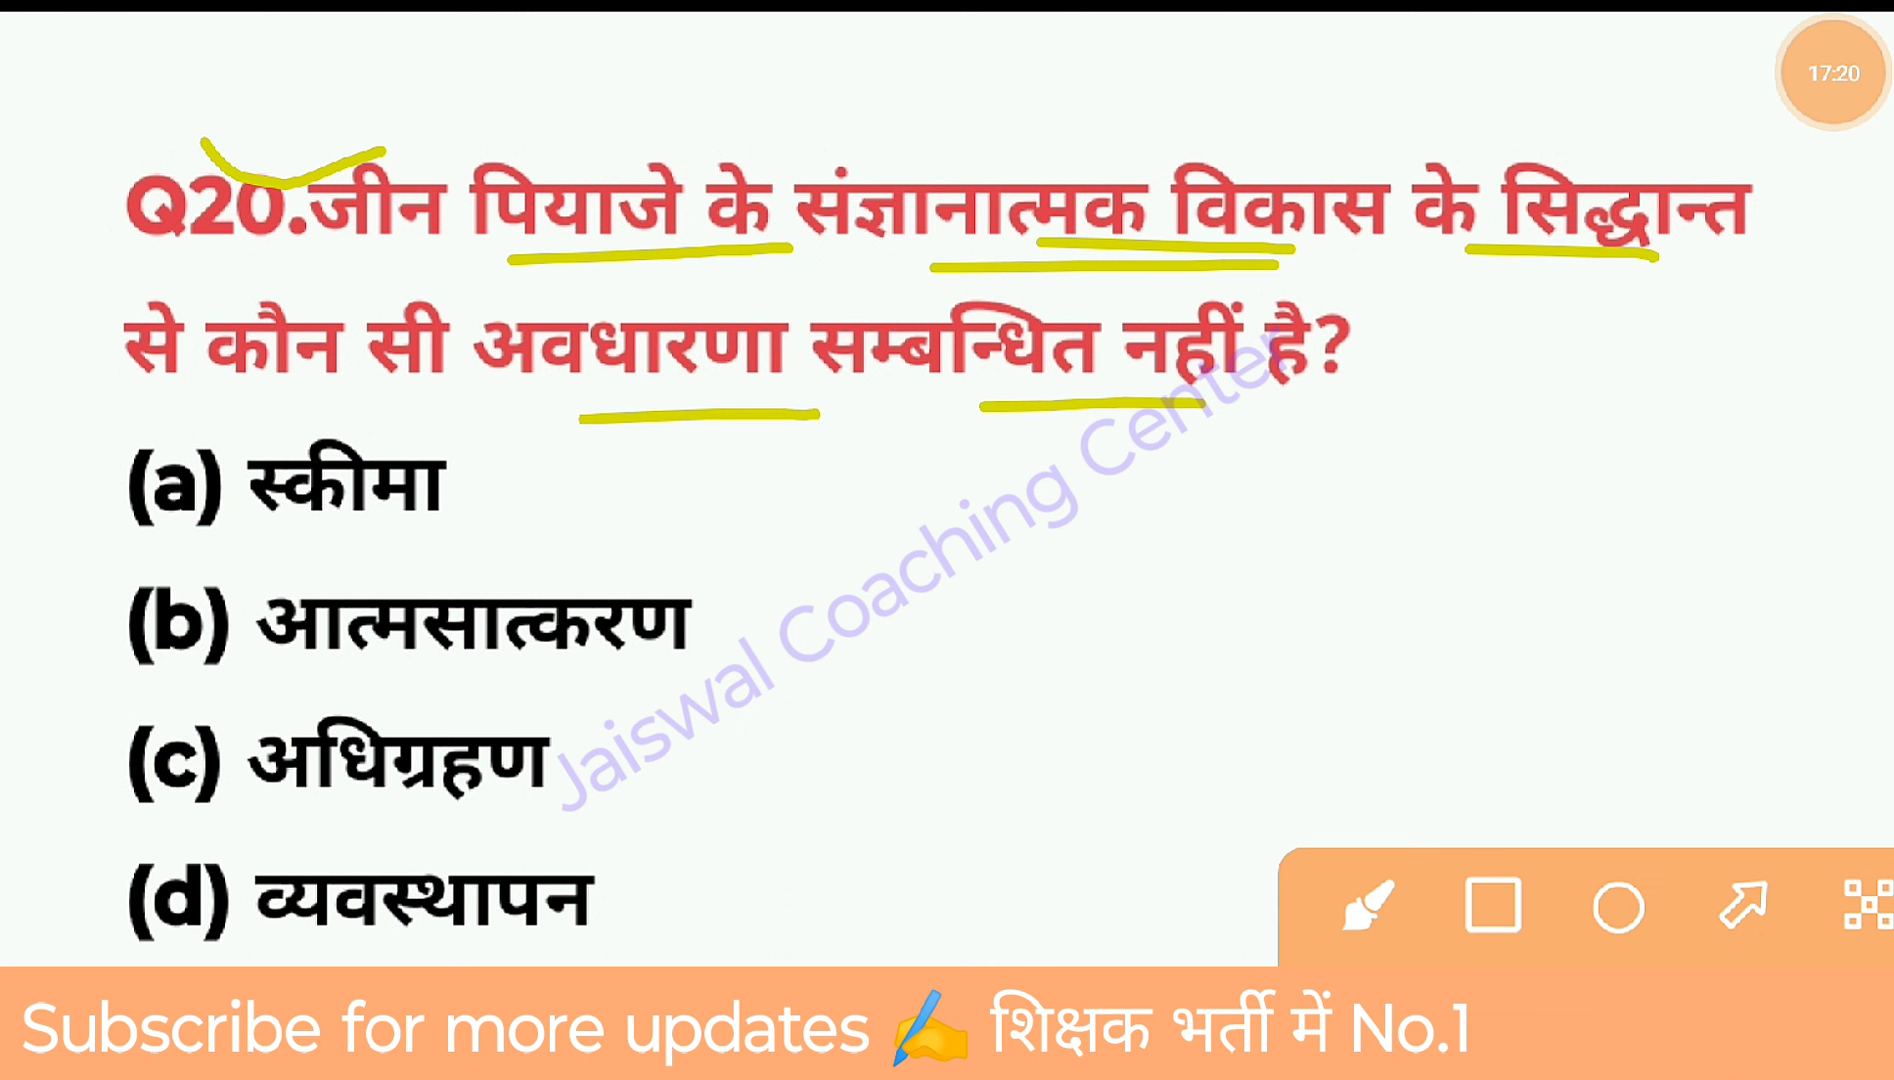 17:20
Q20.जीन पियाजे के संज्ञानात्मक विकास के सिद्धान्त
से कौन सी अवधारणा सम्बन्धित नहीं है?
(a) स्कीमा
(b) आत्मसात्करण
(c) अधिग्रहण
(d) व्यवस्थापन
Jaiswal Coaching Center
Subscribe for more updates ✍️ शिक्षक भर्ती में No.1